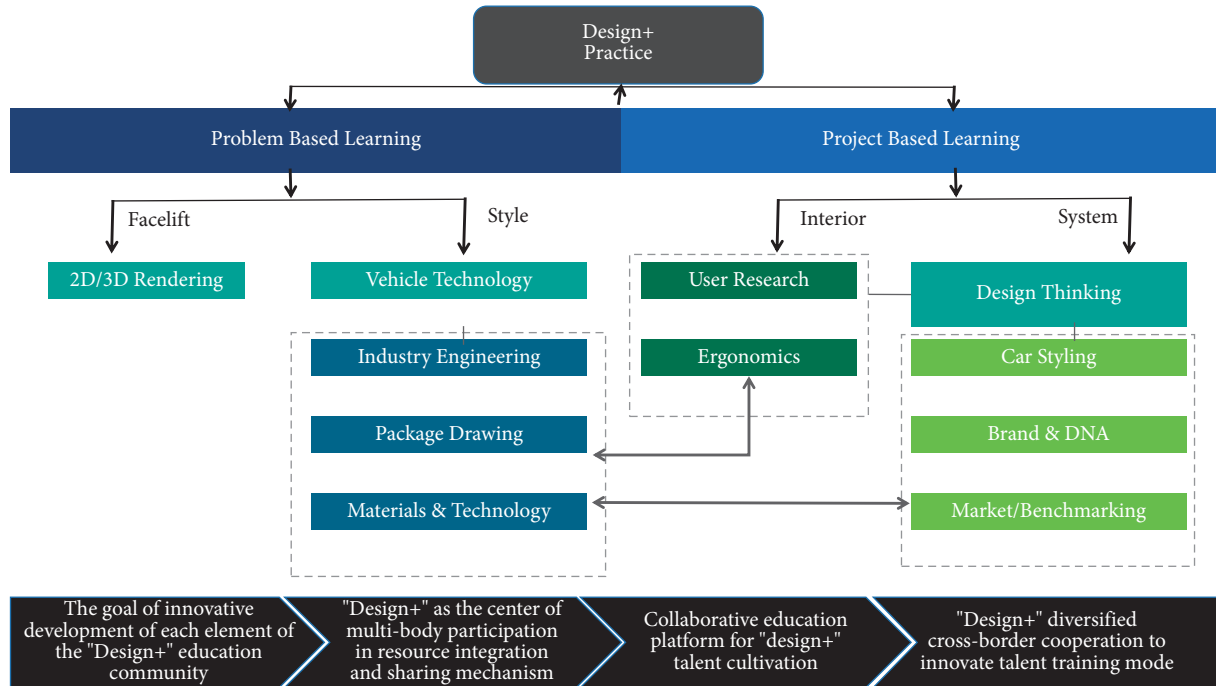 Design+
Practice
Problem Based Learning
Project Based Learning
Facelift
Style
Interior
System
2D/3D Rendering
Vehicle Technology
User Research
Design Thinking
Industry Engineering
Ergonomics
Car Styling
Package Drawing
Brand & DNA
Materials & Technology
Market/Benchmarking
The goal of innovative
development of each element of
the "Design+" education
community
"Design+" as the center of
multi-body participation
in resource integration
and sharing mechanism
Collaborative education
platform for "design+"
talent cultivation
"Design+" diversified
cross-border cooperation to
innovate talent training mode